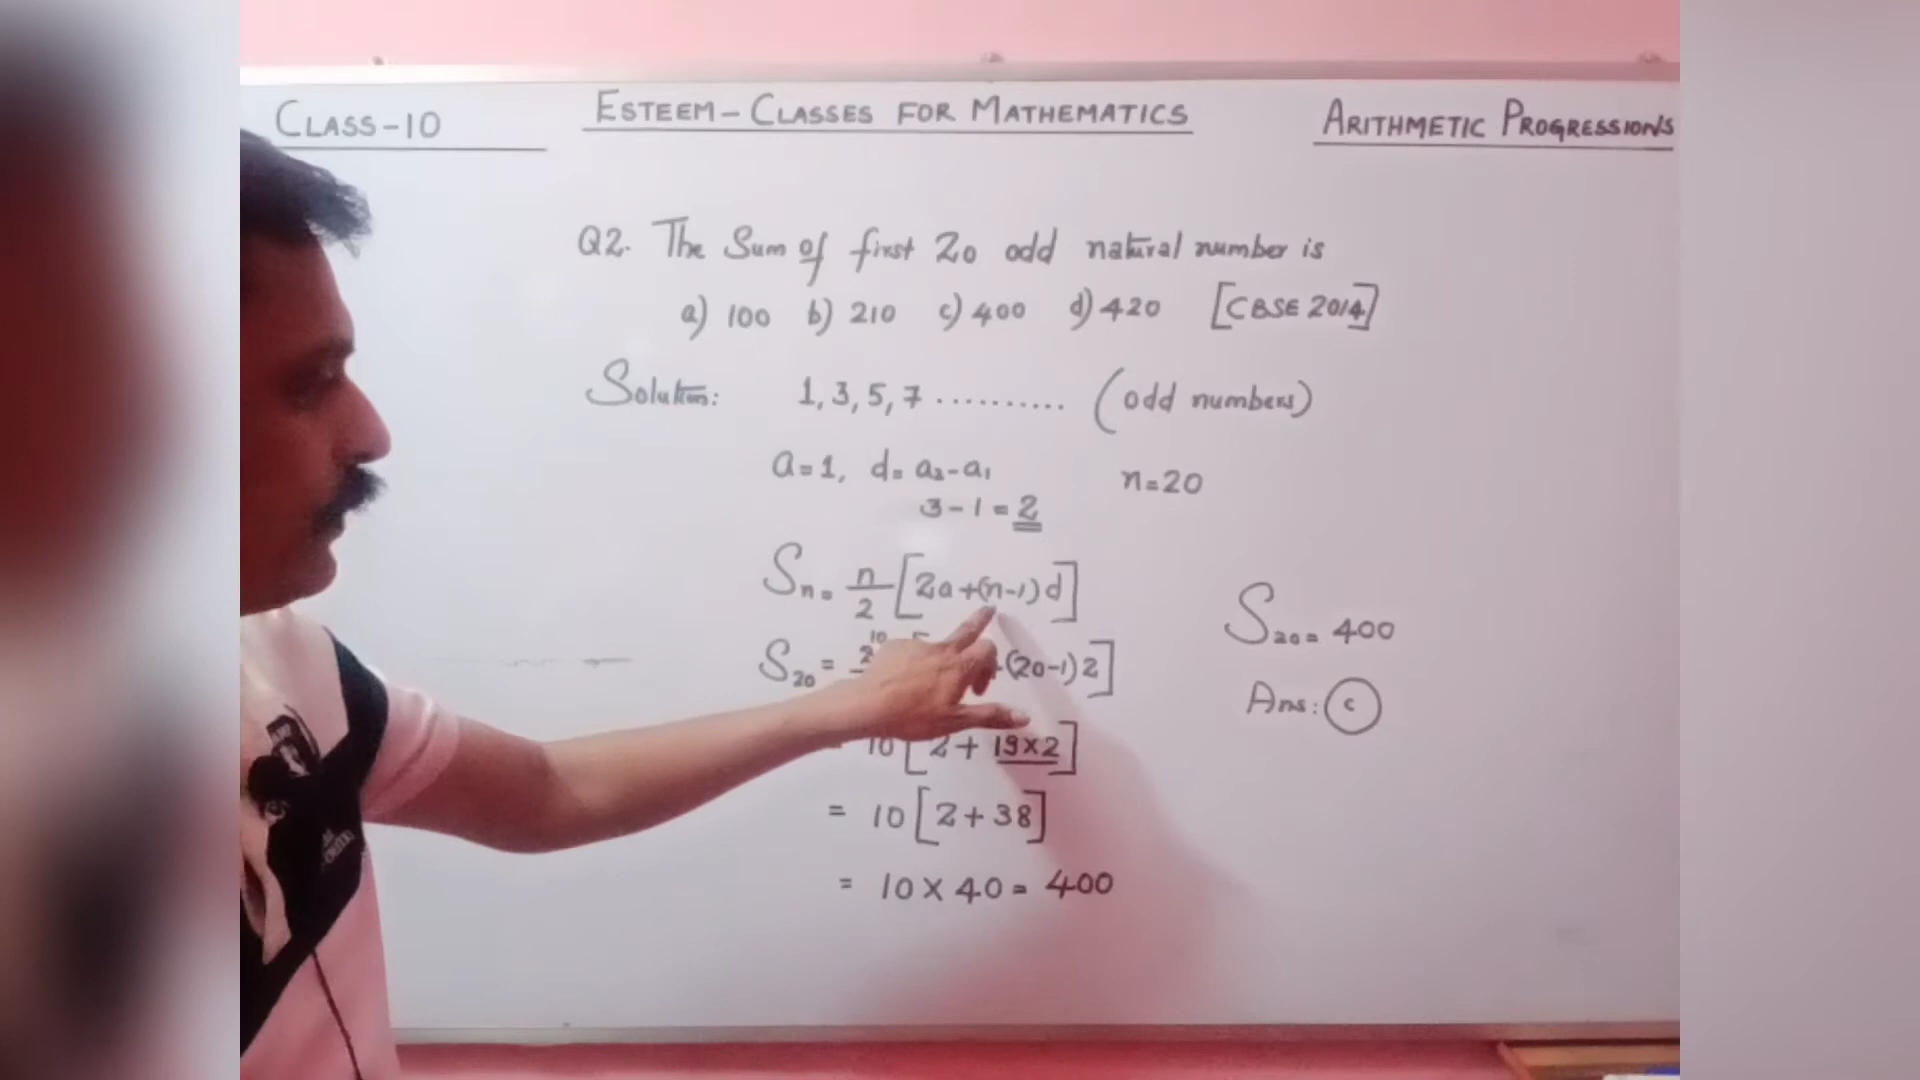 CLASS-10
ESTEEM-CLASSES FOR MATHEMATICS
ARITHMETIC PROGRESSIONS
Q2. The Sum of first 20 odd natural number is
a) 100 b) 210 c) 400 d) 420 [CBSE 2014]
Solution: 1, 3, 5, 7 .......... (odd numbers)
a=1, d= a₂-a₁ n=20
3-1=2
Sn= n/2 [2a+(n-1)d]
S₂₀ = +(20-1)2]
= 10[2+ 19×2]
= 10[2+38]
= 10×40= 400
S₂₀= 400
Ans: c